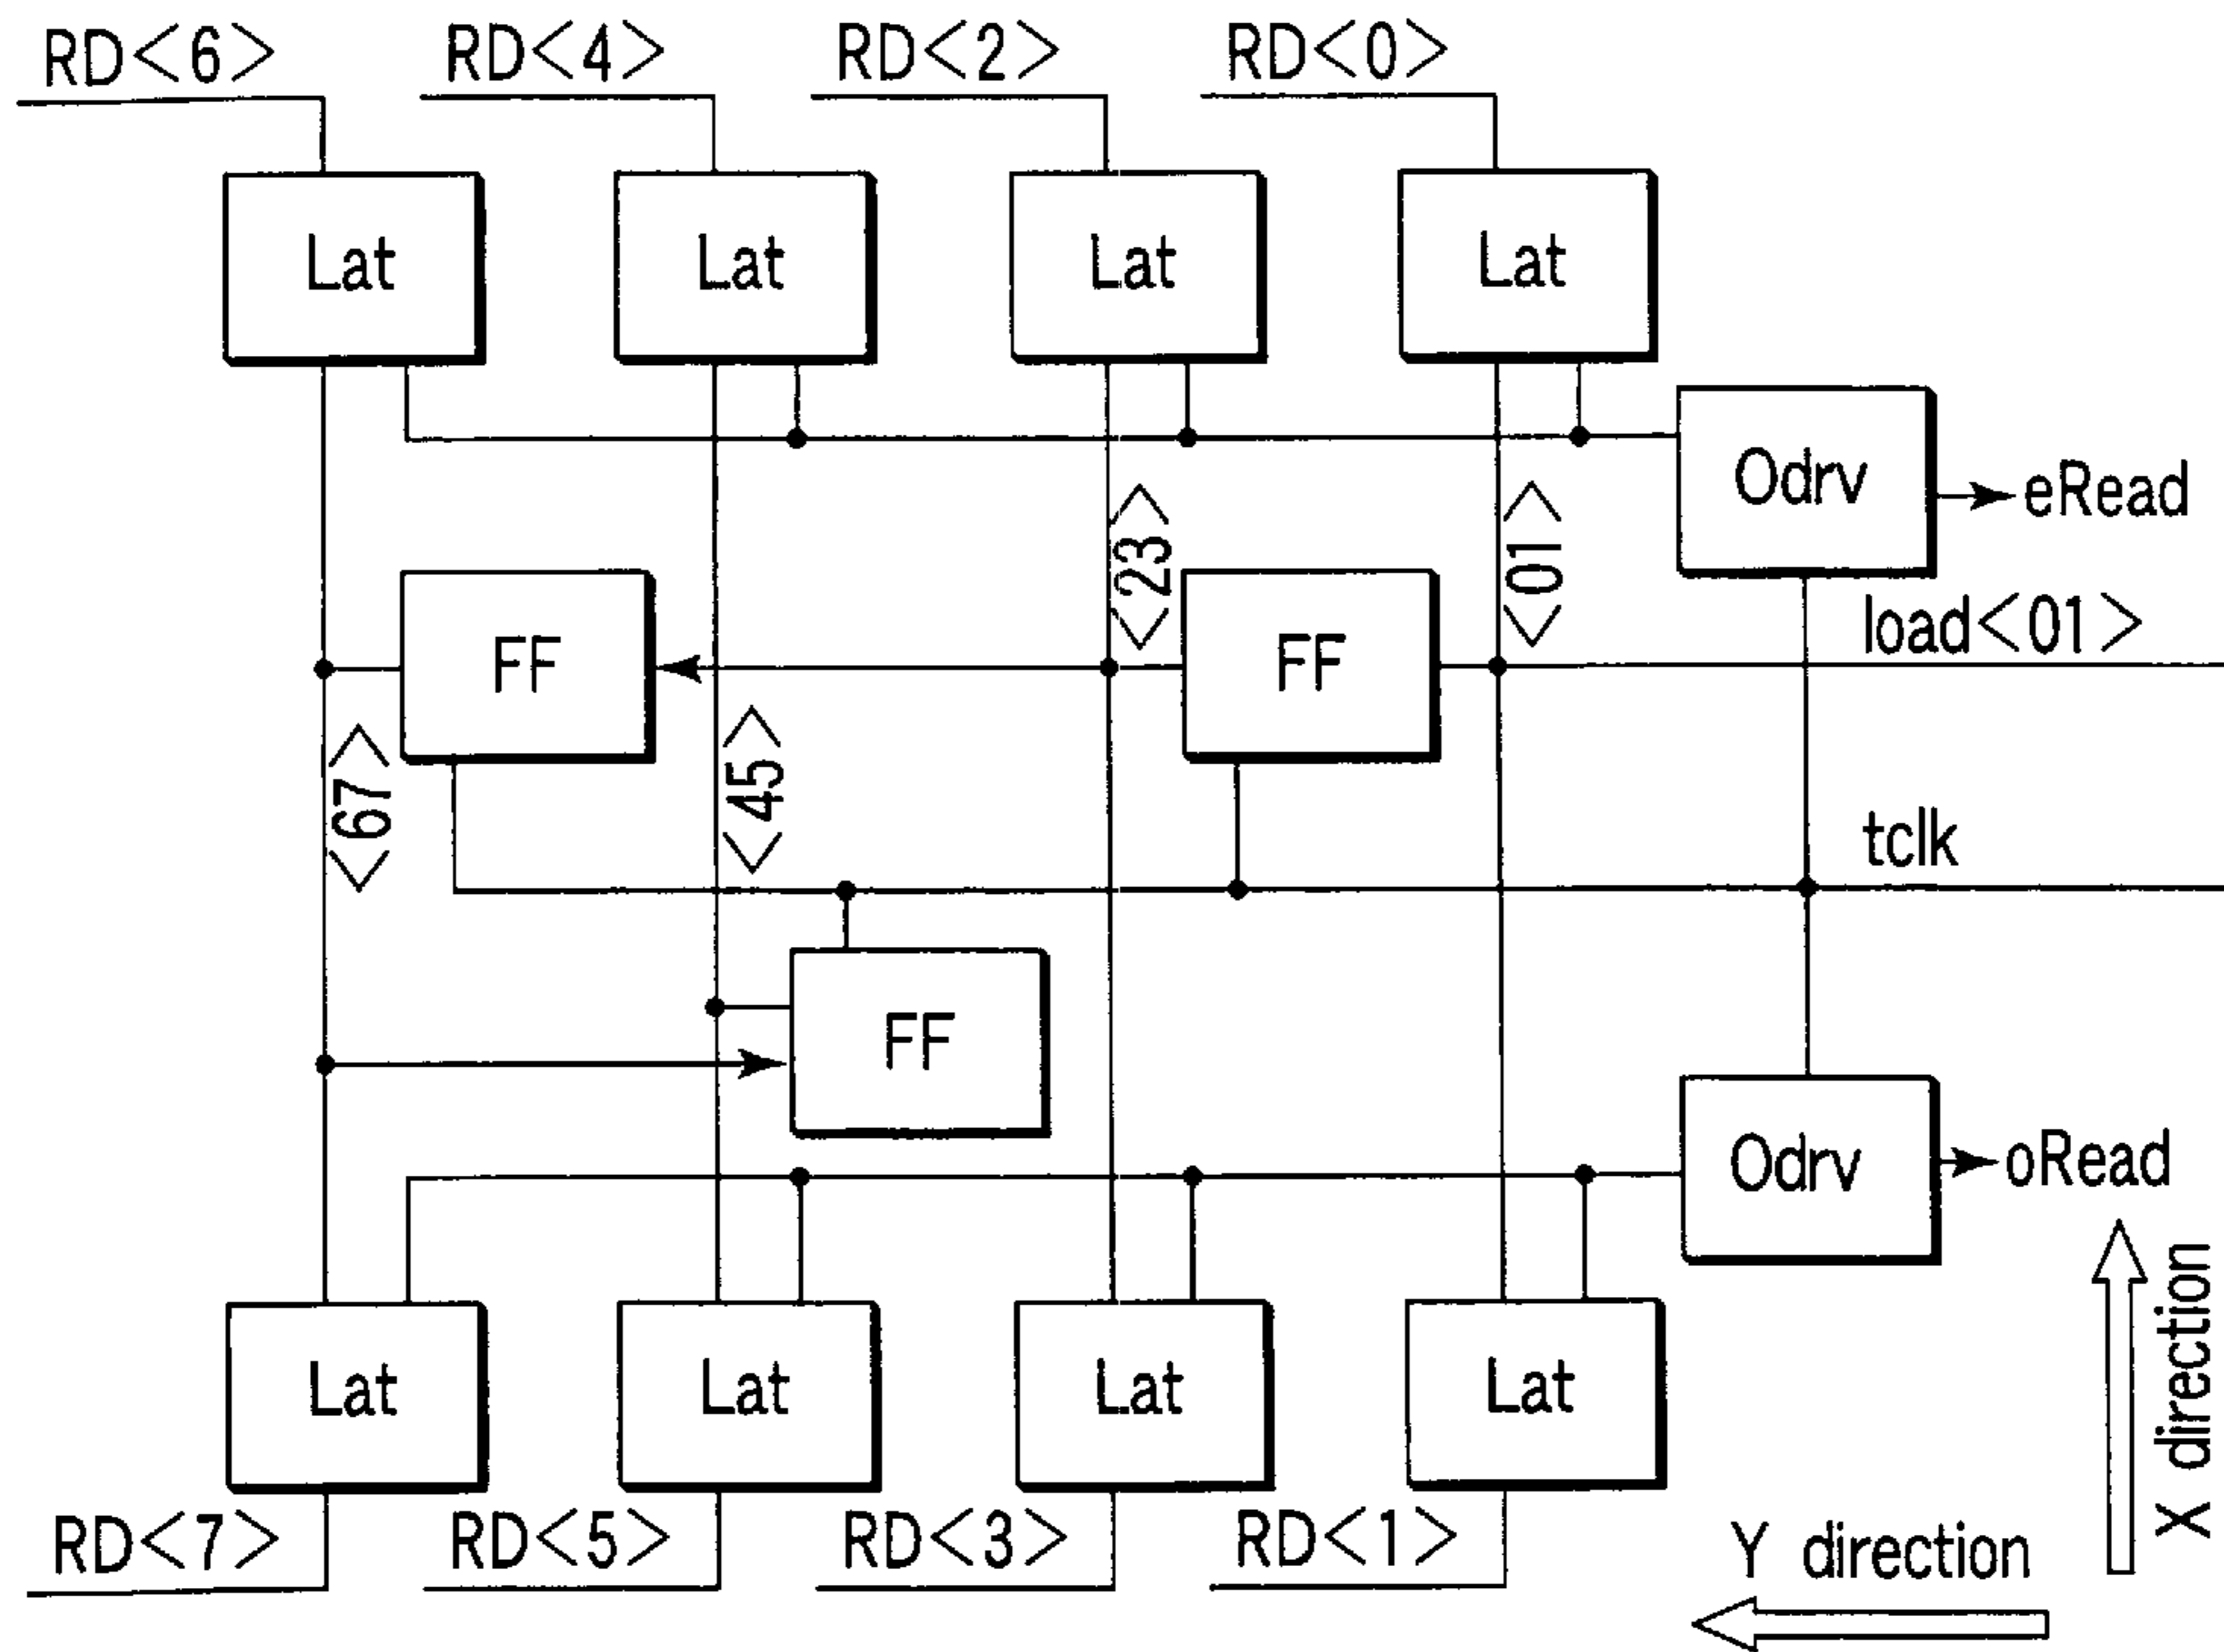 RD<6> RD<4> RD<2> RD<0>
Lat Lat Lat Lat
Odrv
eRead
<23>
<01>
load<01>
FF FF
<67>
<45>
tclk
FF
Odrv
oRead
Lat Lat Lat Lat
RD<7> RD<5> RD<3> RD<1>
Y direction
X direction